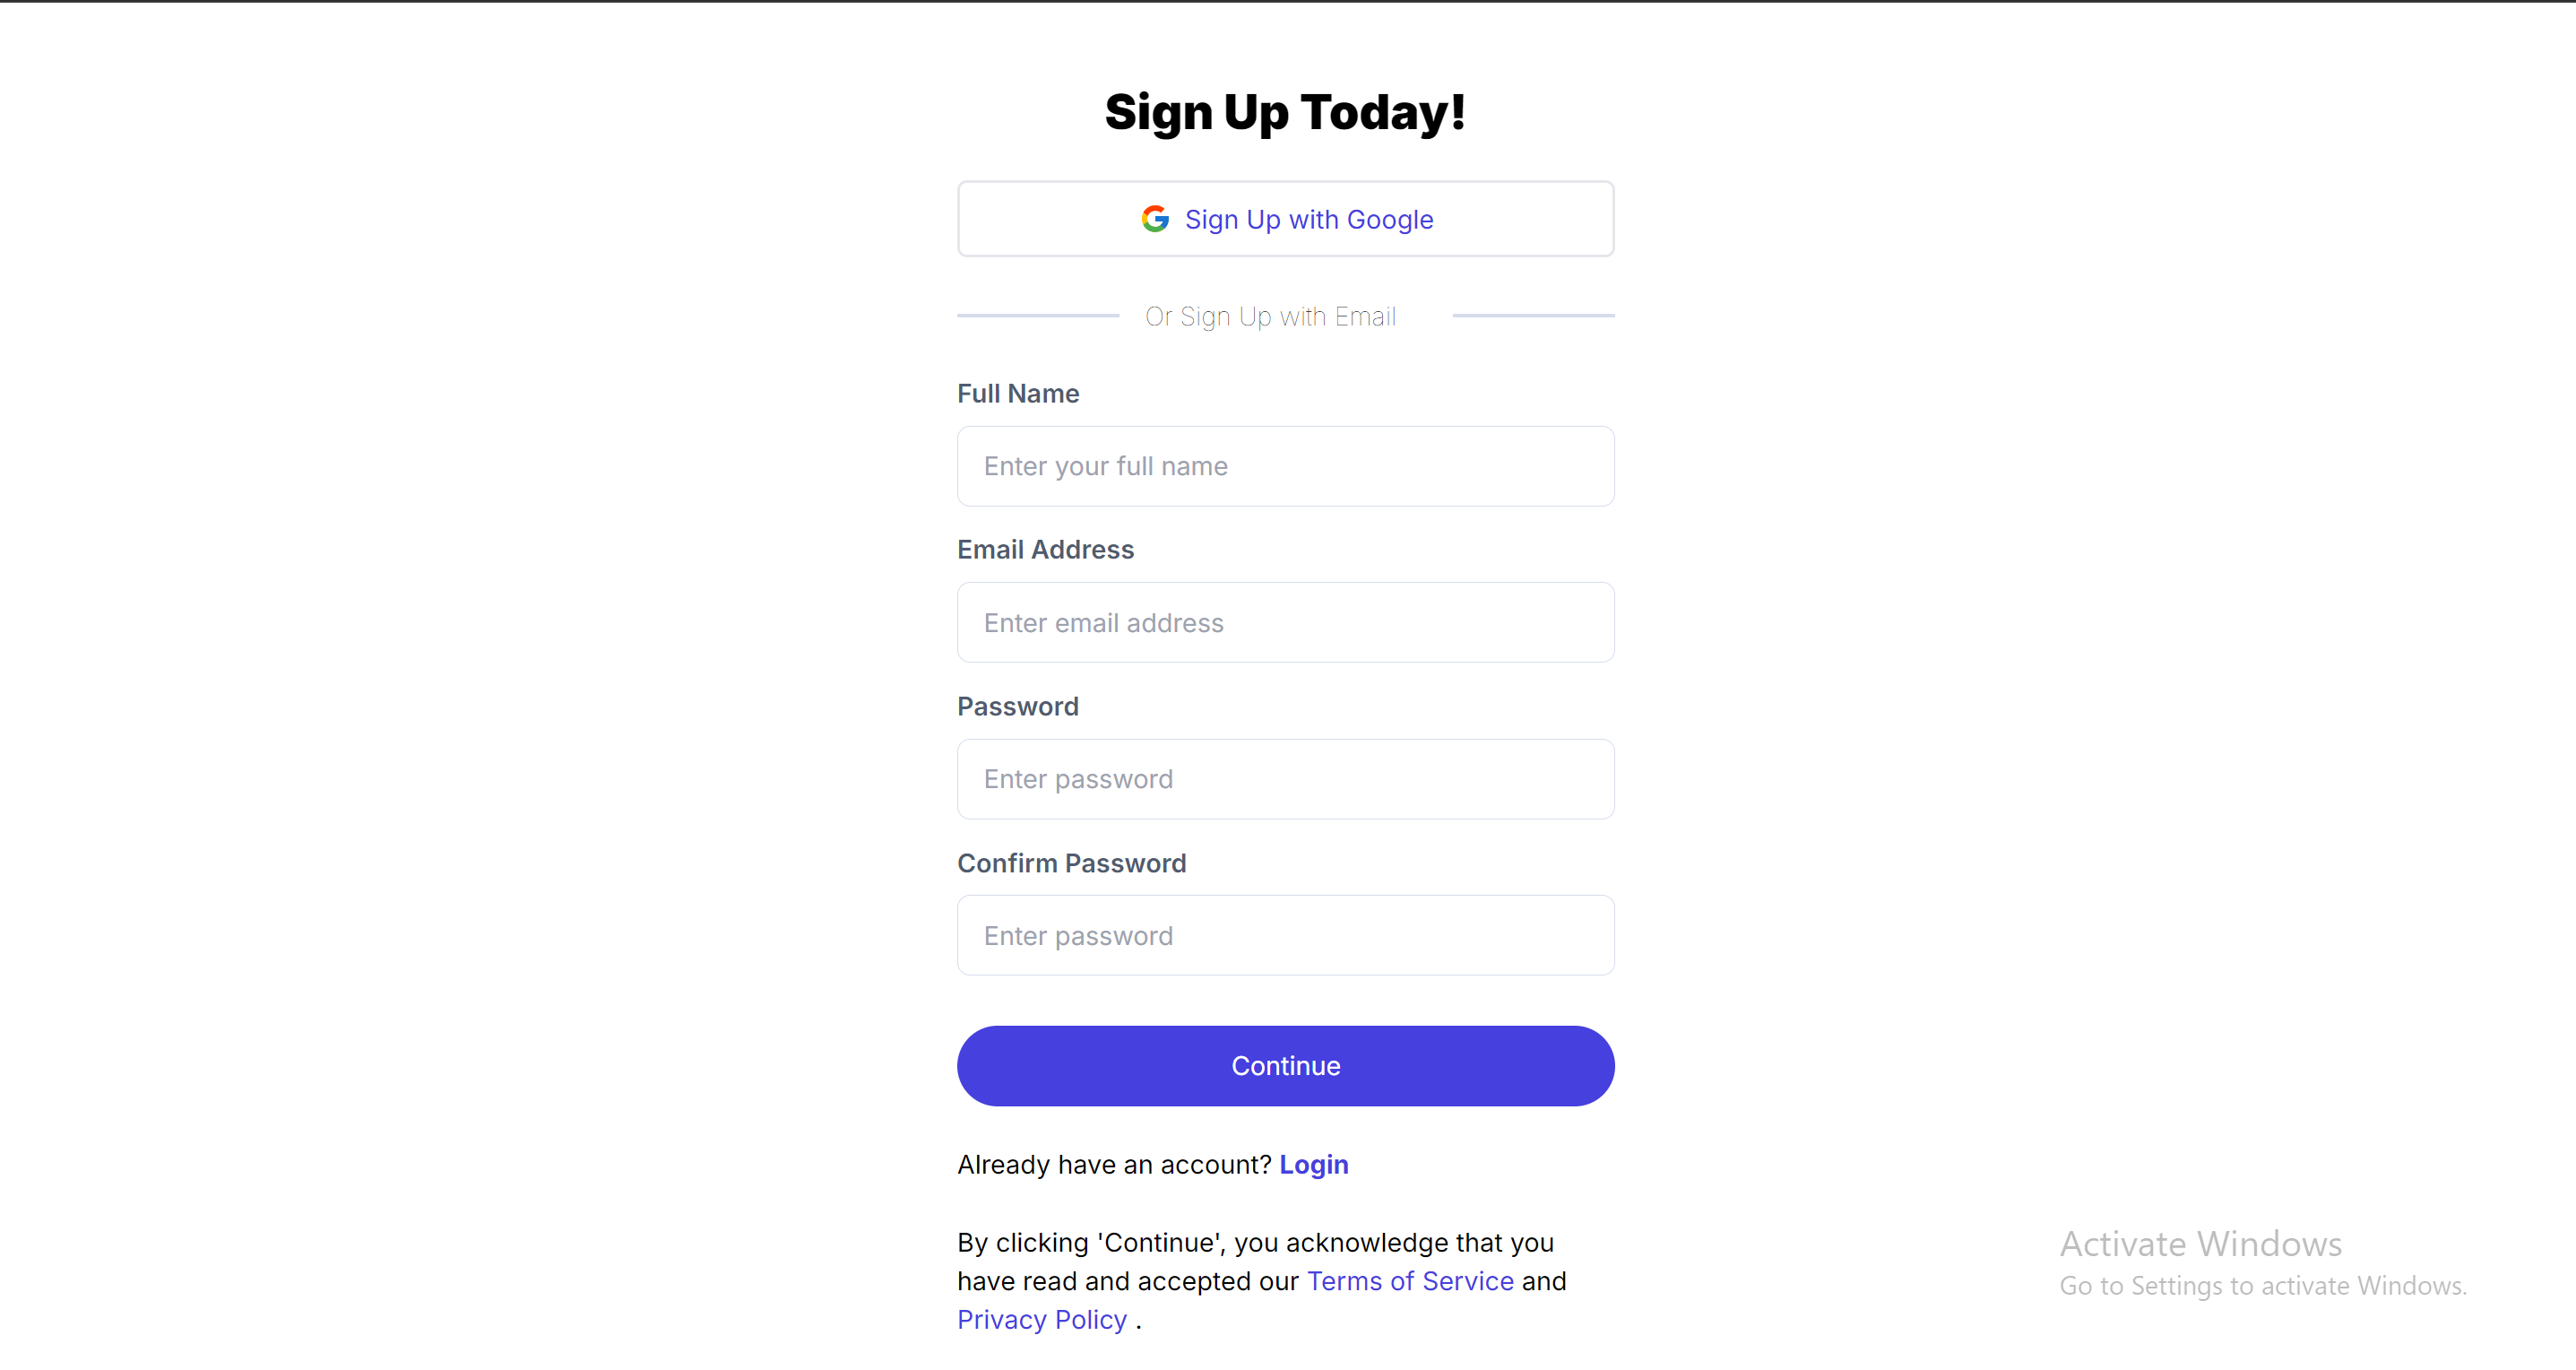 Sign Up Today!
Sign Up with Google
Or Sign Up with Email
Full Name
Enter your full name
Email Address
Enter email address
Password
Enter password
Confirm Password
Enter password
Continue
Already have an account? Login
By clicking 'Continue', you acknowledge that you
have read and accepted our Terms of Service and
Privacy Policy .
Activate Windows
Go to Settings to activate Windows.